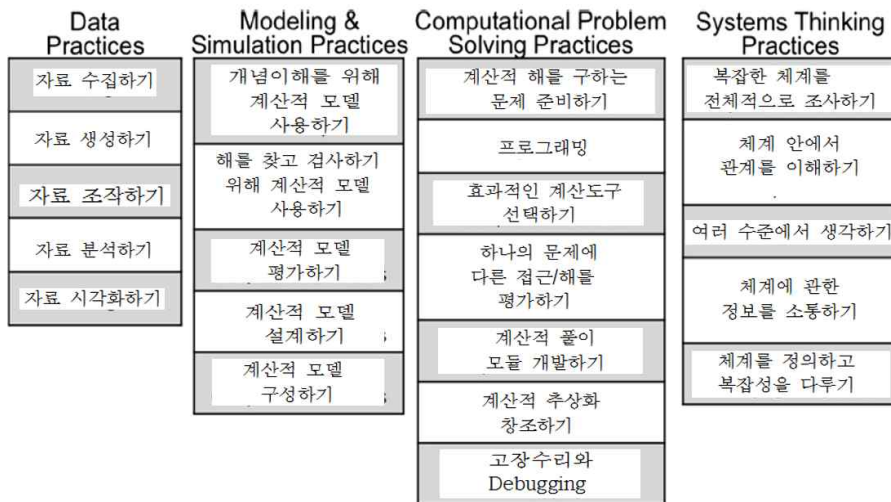 Data
Practices
자료 수집하기
자료 생성하기
자료 조작하기
자료 분석하기
자료 시각화하기
Modeling &
Simulation Practices
개념이해를 위해
계산적 모델
사용하기
해를 찾고 검사하기
위해 계산적 모델
사용하기
계산적 모델
평가하기
계산적 모델
설계하기
계산적 모델
구성하기
Computational Problem
Solving Practices
계산적 해를 구하는
문제 준비하기
프로그래밍
효과적인 계산도구
선택하기
하나의 문제에
다른 접근/해를
평가하기
계산적 풀이
모듈 개발하기
계산적 추상화
창조하기
고장수리와
Debugging
Systems Thinking
Practices
복잡한 체계를
전체적으로 조사하기
체계 안에서
관계를 이해하기
여러 수준에서 생각하기
체계에 관한
정보를 소통하기
체계를 정의하고
복잡성을 다루기